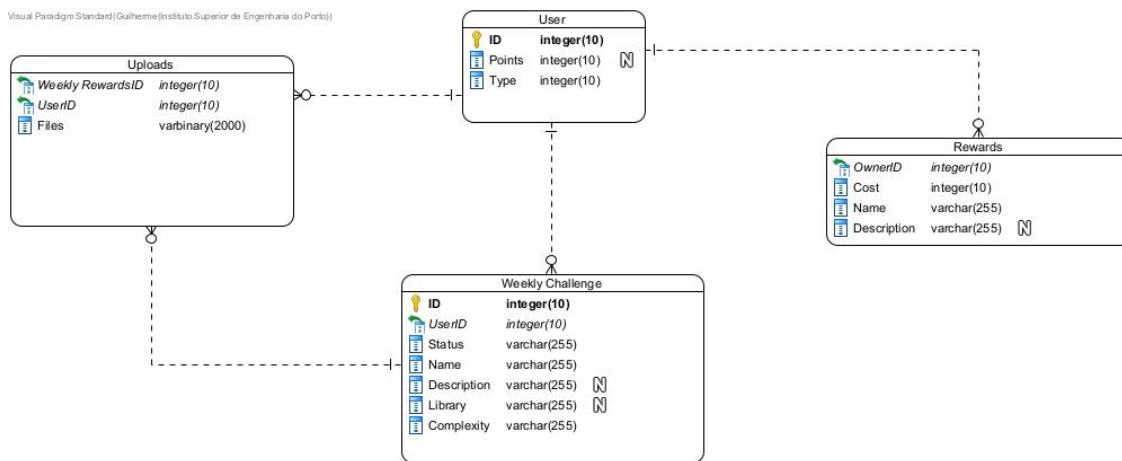 Visual Paradigm Standard(Guilherme(Instituto Superior de Engenharia do Porto))
User
ID integer(10)
Points integer(10) N
Type integer(10)
Uploads
Weekly RewardsID integer(10)
UserID integer(10)
Files varbinary(2000)
Rewards
OwnerID integer(10)
Cost integer(10)
Name varchar(255)
Description varchar(255) N
Weekly Challenge
ID integer(10)
UserID integer(10)
Status varchar(255)
Name varchar(255)
Description varchar(255) N
Library varchar(255) N
Complexity varchar(255)